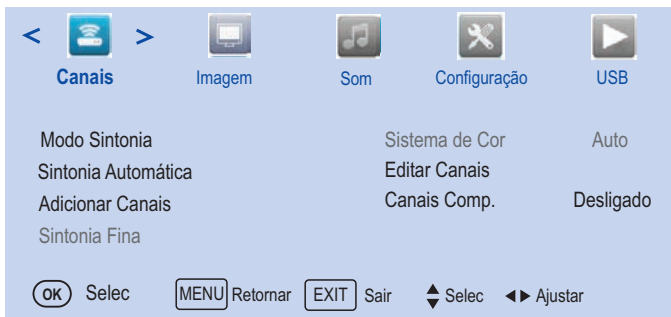 < >
Canais Imagem Som Configuração USB
Modo Sintonia Sistema de Cor Auto
Sintonia Automática Editar Canais
Adicionar Canais Canais Comp. Desligado
Sintonia Fina
OK Selec MENU Retornar EXIT Sair Selec Ajustar